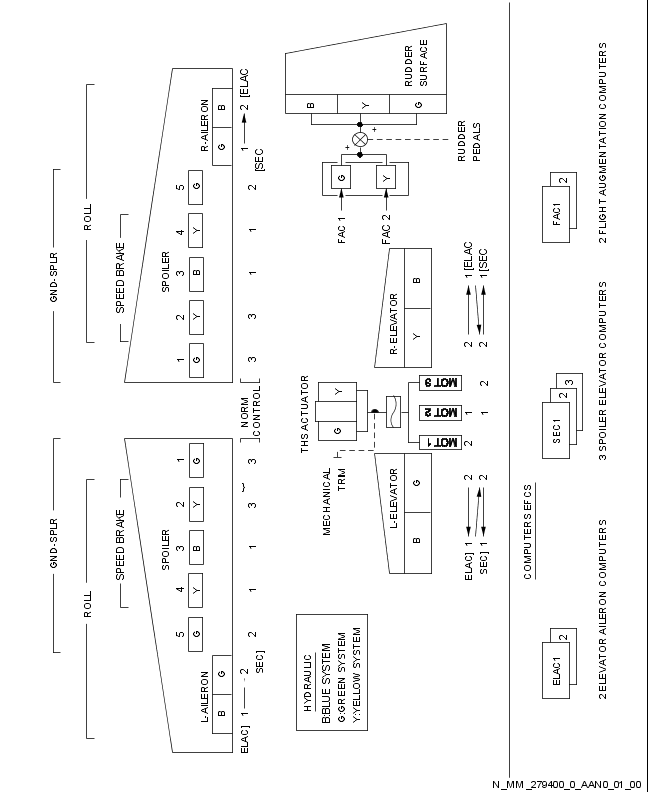 GND-SPLR
GND-SPLR
ROLL
ROLL
SPEED BRAKE
SPEED BRAKE
SPOILER
SPOILER
L-AILERON
5 4 3 2 1
1 2 3 4 5
R-AILERON
B G
G Y B Y G
G Y B Y G
G B
ELAC] 1 2
SEC]
2 1 1 3 3
}
NORM
CONTROL
3 3 1 1 2
1 2 [ELAC
[SEC
HYDRAULIC
B:BLUE SYSTEM
G:GREEN SYSTEM
Y:YELLOW SYSTEM
MECHANICAL
TRIM
THS ACTUATOR
G Y
MOT 1
MOT 2
MOT 3
2 1
1 2
L-ELEVATOR
B G
R-ELEVATOR
Y B
ELAC] 1 2
SEC] 1 2
2 1 [ELAC
2 1 [SEC
FAC 1
FAC 2
G
Y
+
+
RUDDER
PEDALS
B
Y
G
RUDDER
SURFACE
COMPUTERS EFCS
ELAC1
2
2 ELEVATOR AILERON COMPUTERS
SEC1
2
3
3 SPOILER ELEVATOR COMPUTERS
FAC1
2
2 FLIGHT AUGMENTATION COMPUTERS
N_MM_279400_0_AAN0_01_00